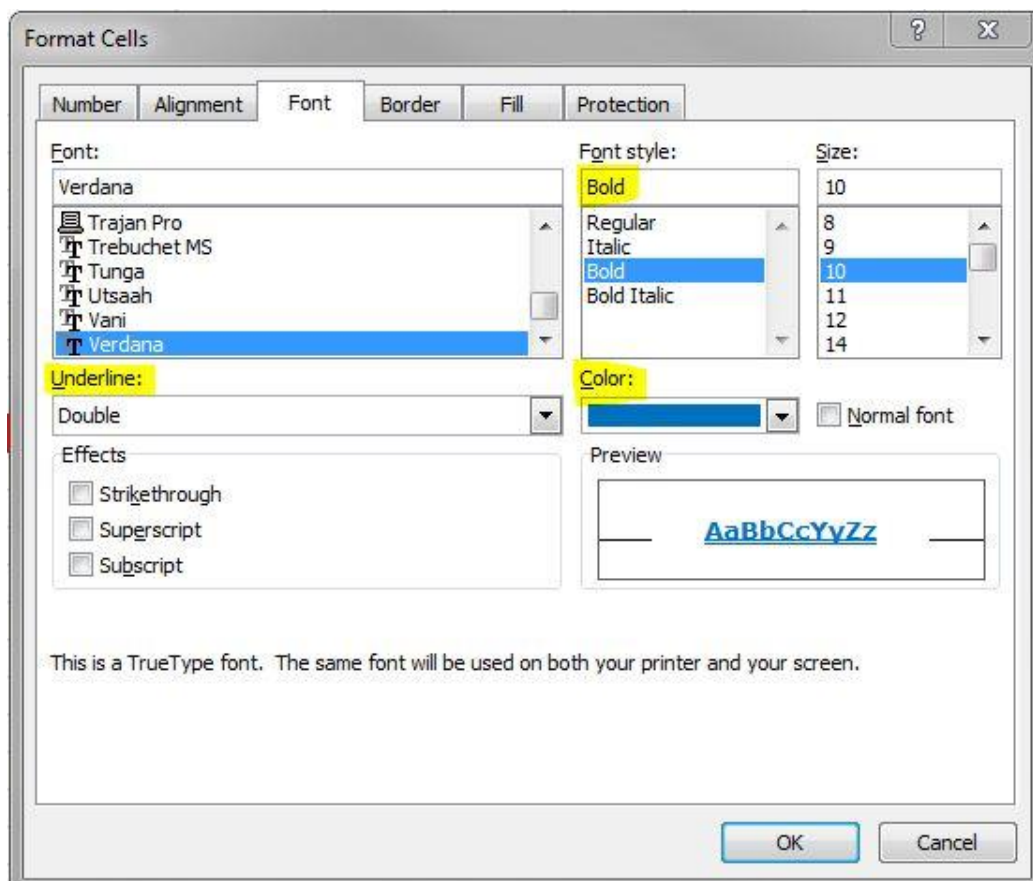 Format Cells
Number Alignment Font Border Fill Protection
Font: Font style: Size:
Verdana Bold 10
Trajan Pro Regular 8
Trebuchet MS Italic 9
Tunga Bold 10
Utsaah Bold Italic 11
Vani 12
Verdana 14
Underline: Color:
Double Normal font
Effects Preview
Strikethrough
Superscript AaBbCcYyZz
Subscript
This is a TrueType font. The same font will be used on both your printer and your screen.
OK Cancel